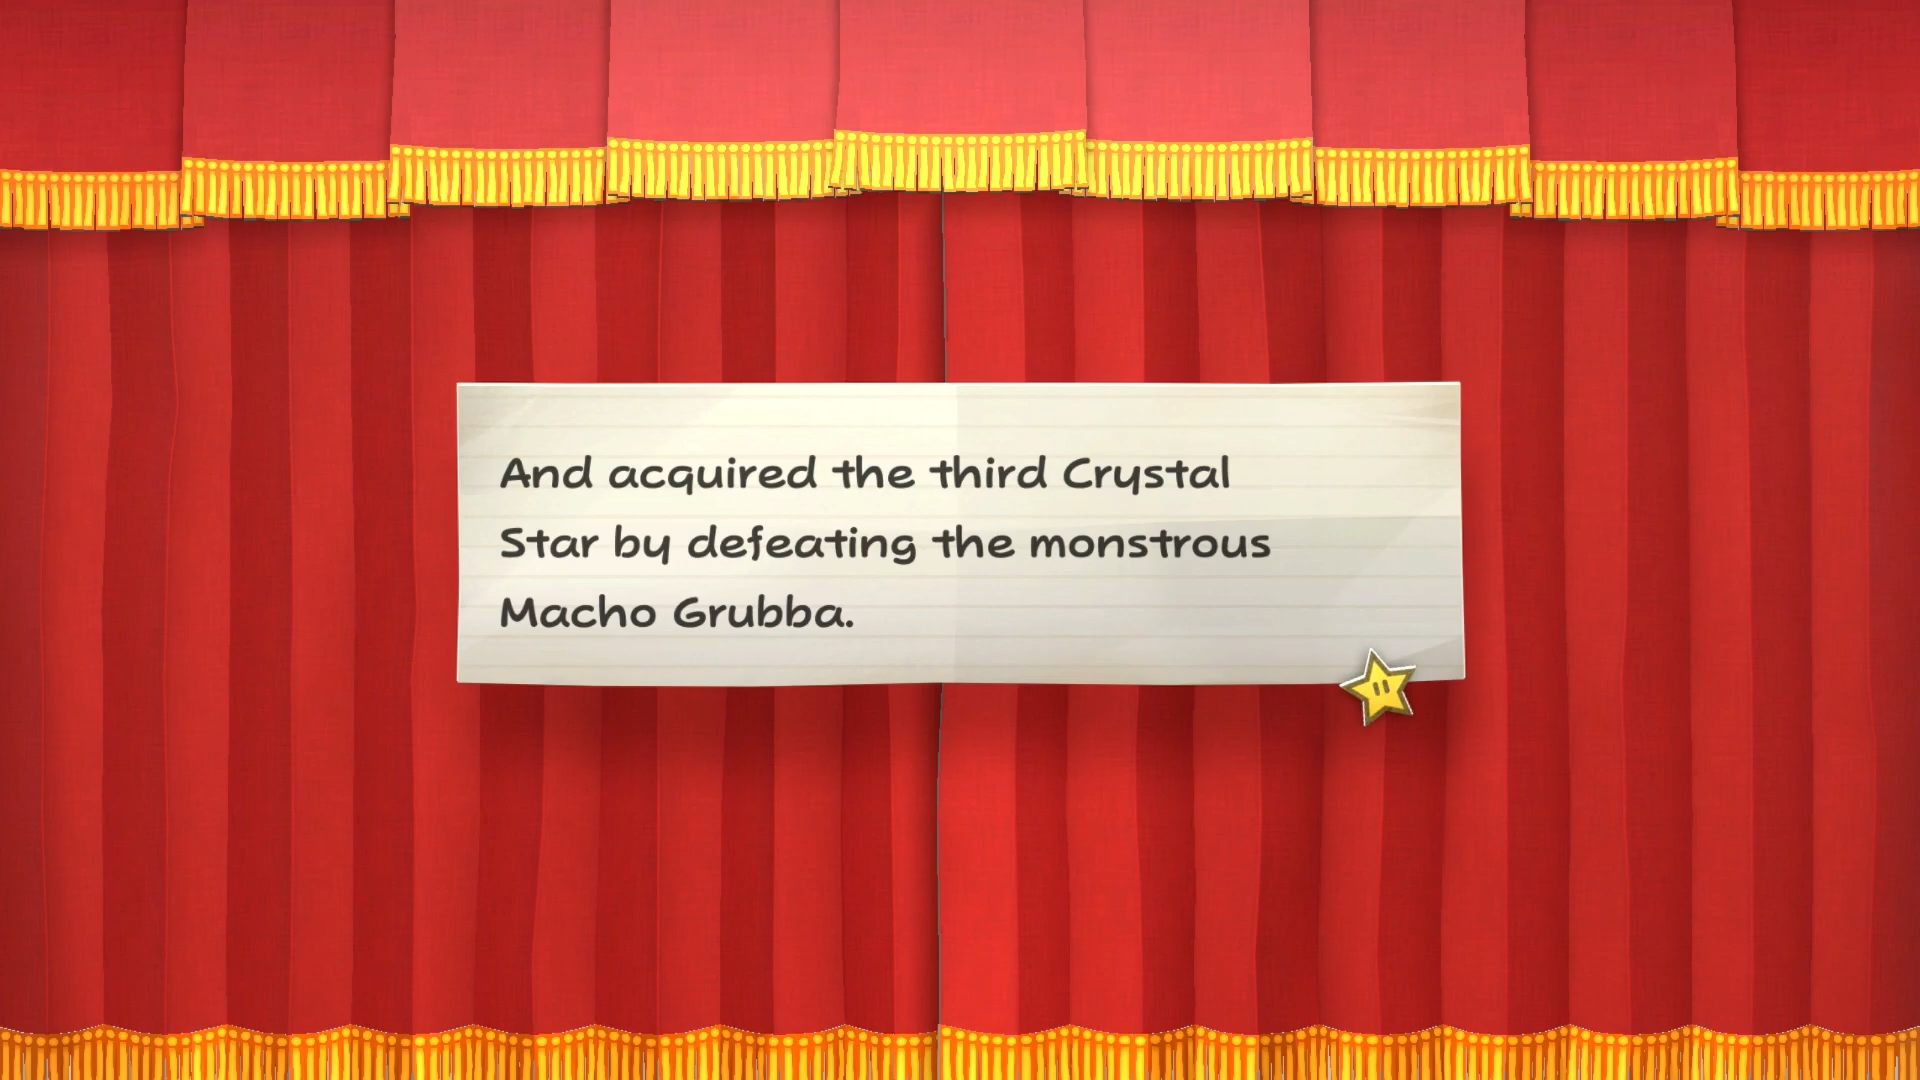 And acquired the third Crystal
Star by defeating the monstrous
Macho Grubba.